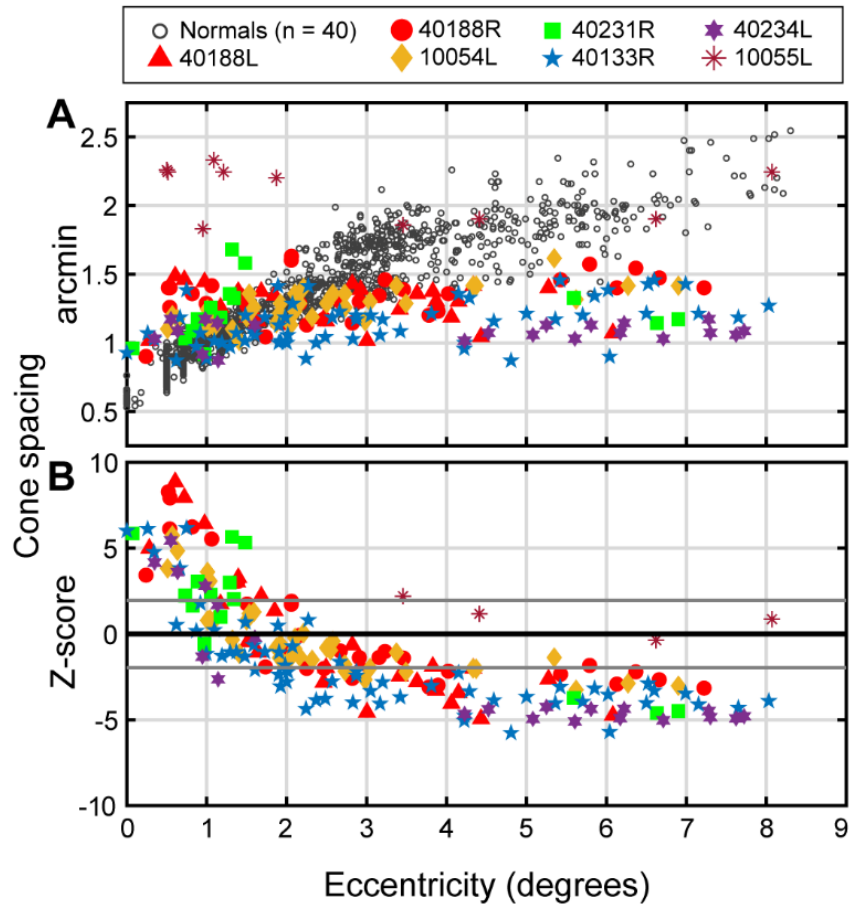 Normals (n = 40) 40188R 40231R 40234L
40188L 10054L 40133R 10055L
A
2.5
2
1.5
1
0.5
arcmin
Cone spacing
B
10
5
0
-5
-10
Z-score
0 1 2 3 4 5 6 7 8 9
Eccentricity (degrees)